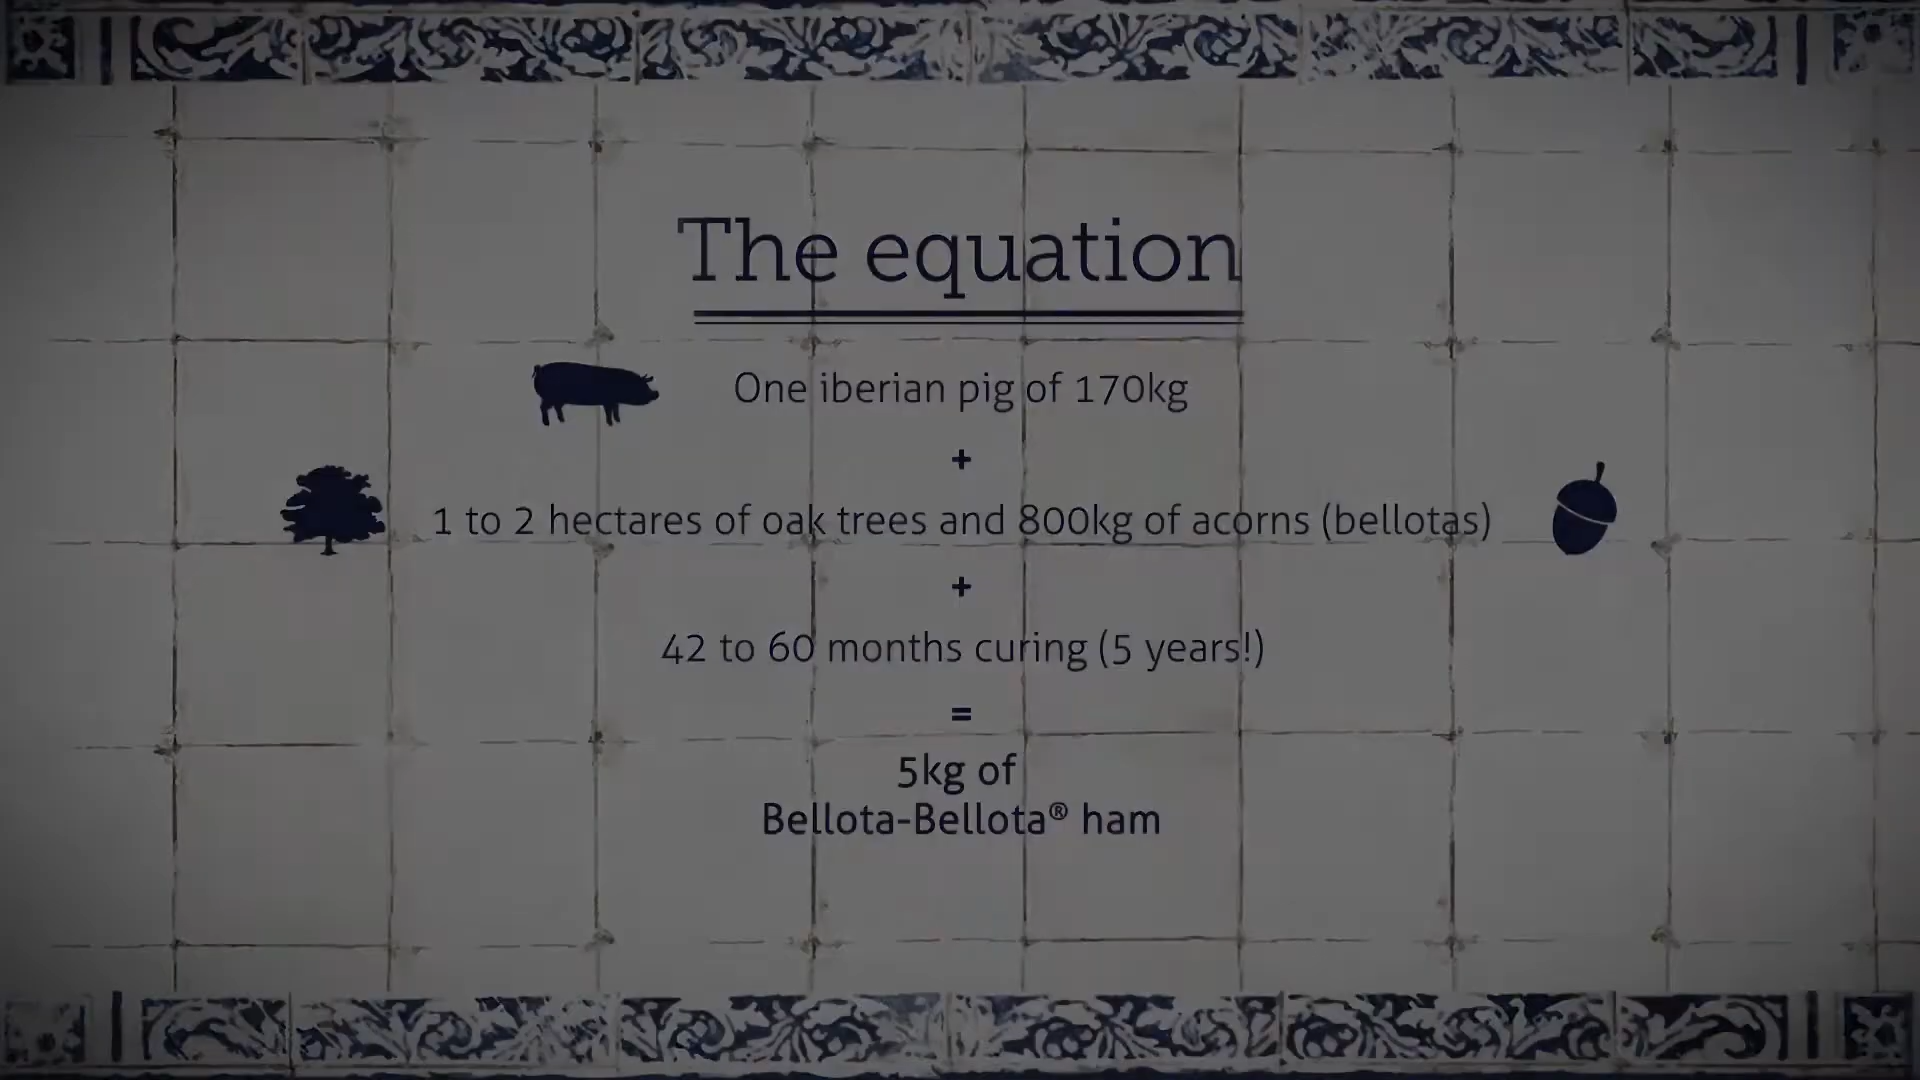 The equation
One iberian pig of 170kg
+
1 to 2 hectares of oak trees and 800kg of acorns (bellotas)
+
42 to 60 months curing (5 years!)
=
5kg of
Bellota-Bellota® ham